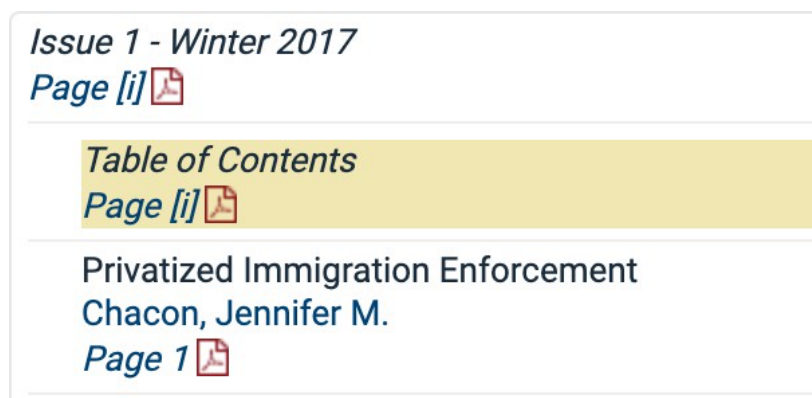 Issue 1 - Winter 2017
Page [i]
Table of Contents
Page [i]
Privatized Immigration Enforcement
Chacon, Jennifer M.
Page 1